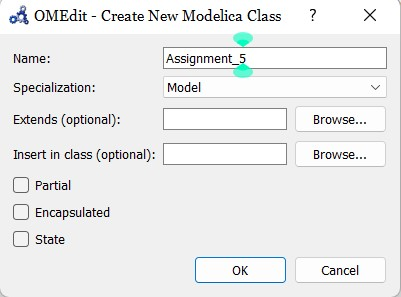 OMEdit - Create New Modelica Class ? ×
Name: Assignment_5
Specialization: Model
Extends (optional): Browse...
Insert in class (optional): Browse...
Partial
Encapsulated
State
OK Cancel